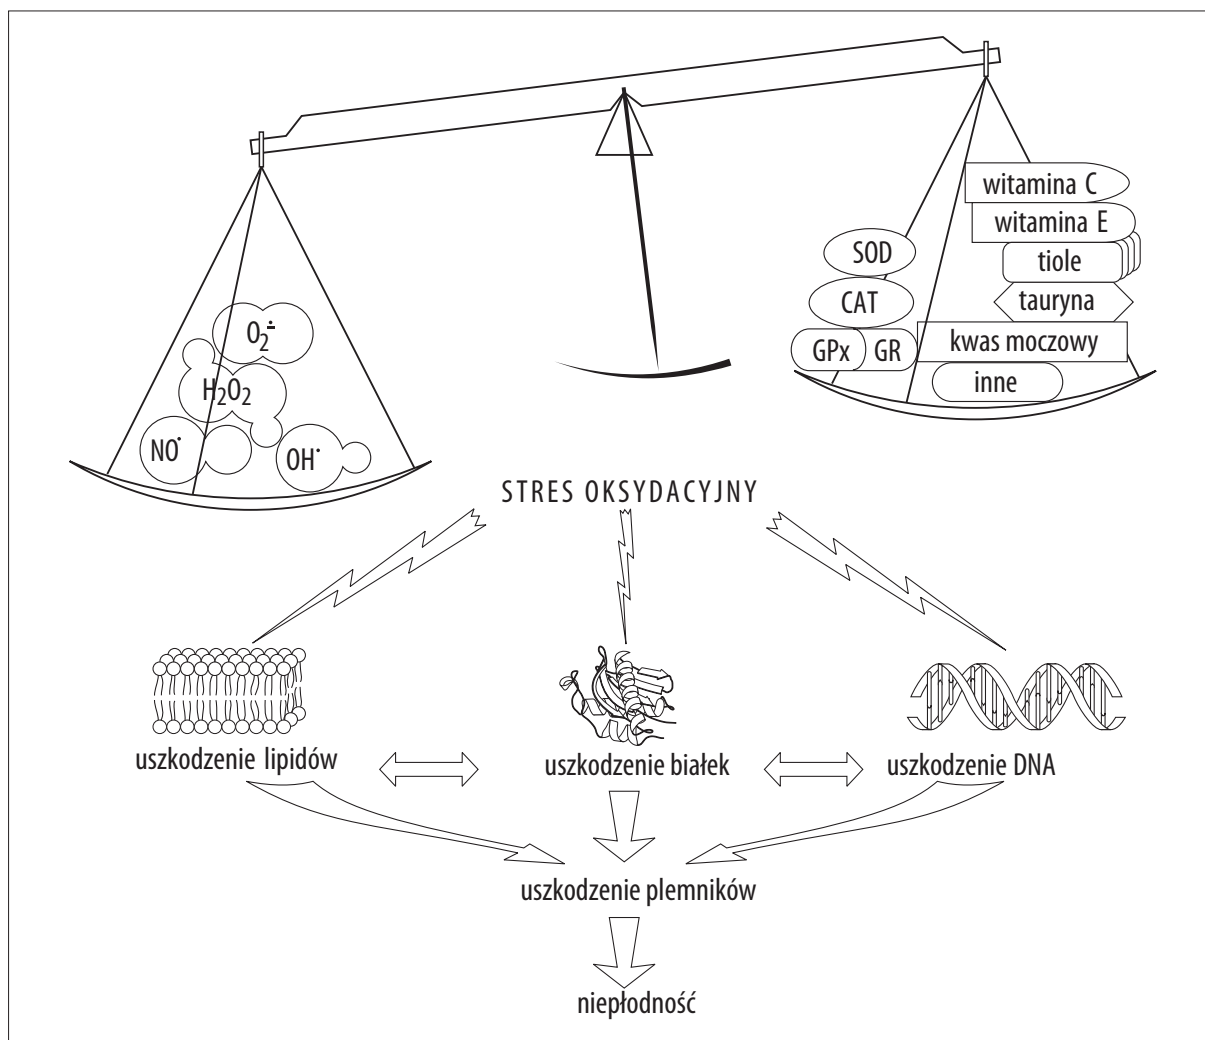 witamina C
witamina E
SOD
tiole
CAT
tauryna
GPx GR
kwas moczowy
inne
O₂∸
H₂O₂
NO˙
OH˙
STRES OKSYDACYJNY
uszkodzenie lipidów
uszkodzenie białek
uszkodzenie DNA
uszkodzenie plemników
niepłodność